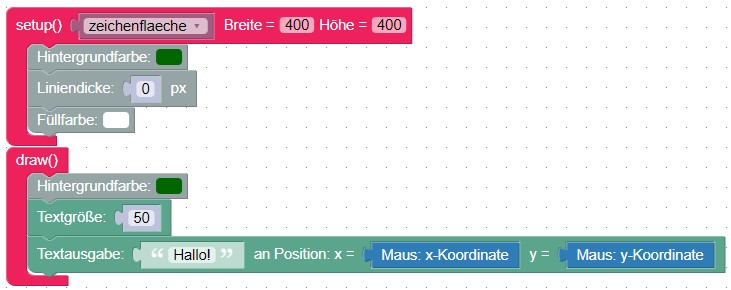 setup() zeichenflaeche Breite = 400 Höhe = 400
Hintergrundfarbe:
Liniendicke: 0 px
Füllfarbe:
draw()
Hintergrundfarbe:
Textgröße: 50
Textausgabe: “ Hallo! ” an Position: x = Maus: x-Koordinate y = Maus: y-Koordinate